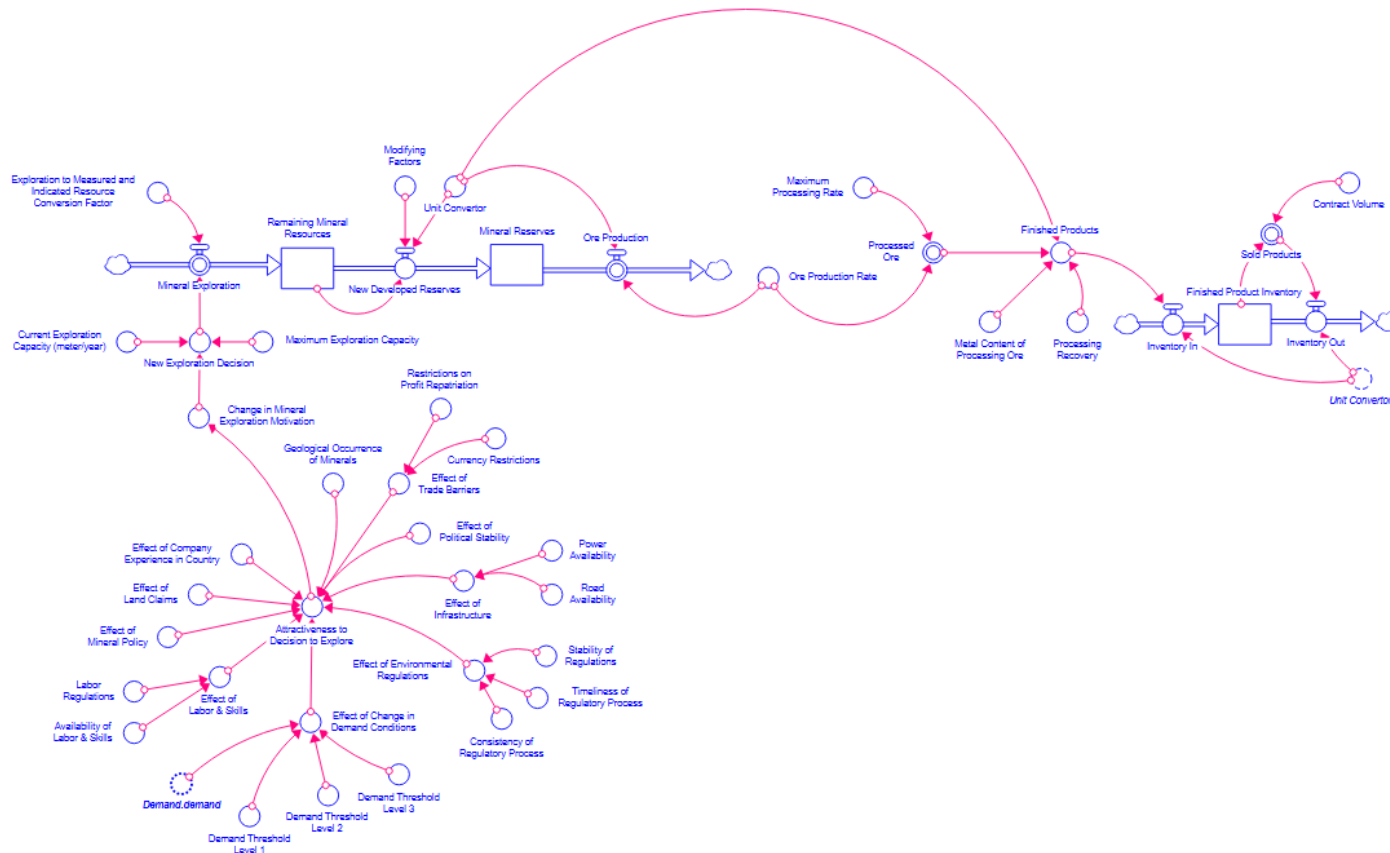 Modifying
Factors
Exploration to Measured and
Indicated Resource
Conversion Factor
Unit Convertor
Maximum
Processing Rate
Contract Volume
Remaining Mineral
Resources
Mineral Reserves
Ore Production
Finished Products
Processed
Ore
Sold Products
Mineral Exploration
New Developed Reserves
Ore Production Rate
Finished Product Inventory
Current Exploration
Capacity (meter/year)
Maximum Exploration Capacity
New Exploration Decision
Metal Content of
Processing Ore
Processing
Recovery
Inventory In
Inventory Out
Unit Convertor
Restrictions on
Profit Repatriation
Change in Mineral
Exploration Motivation
Geological Occurrence
of Minerals
Currency Restrictions
Effect of
Trade Barriers
Effect of
Political Stability
Effect of Company
Experience in Country
Power
Availability
Effect of
Land Claims
Road
Availability
Effect of
Infrastructure
Effect of
Mineral Policy
Attractiveness to
Decision to Explore
Stability of
Regulations
Effect of Environmental
Regulations
Labor
Regulations
Effect of
Labor & Skills
Timeliness of
Regulatory Process
Availability of
Labor & Skills
Effect of Change in
Demand Conditions
Consistency of
Regulatory Process
Demand.demand
Demand Threshold
Level 3
Demand Threshold
Level 2
Demand Threshold
Level 1